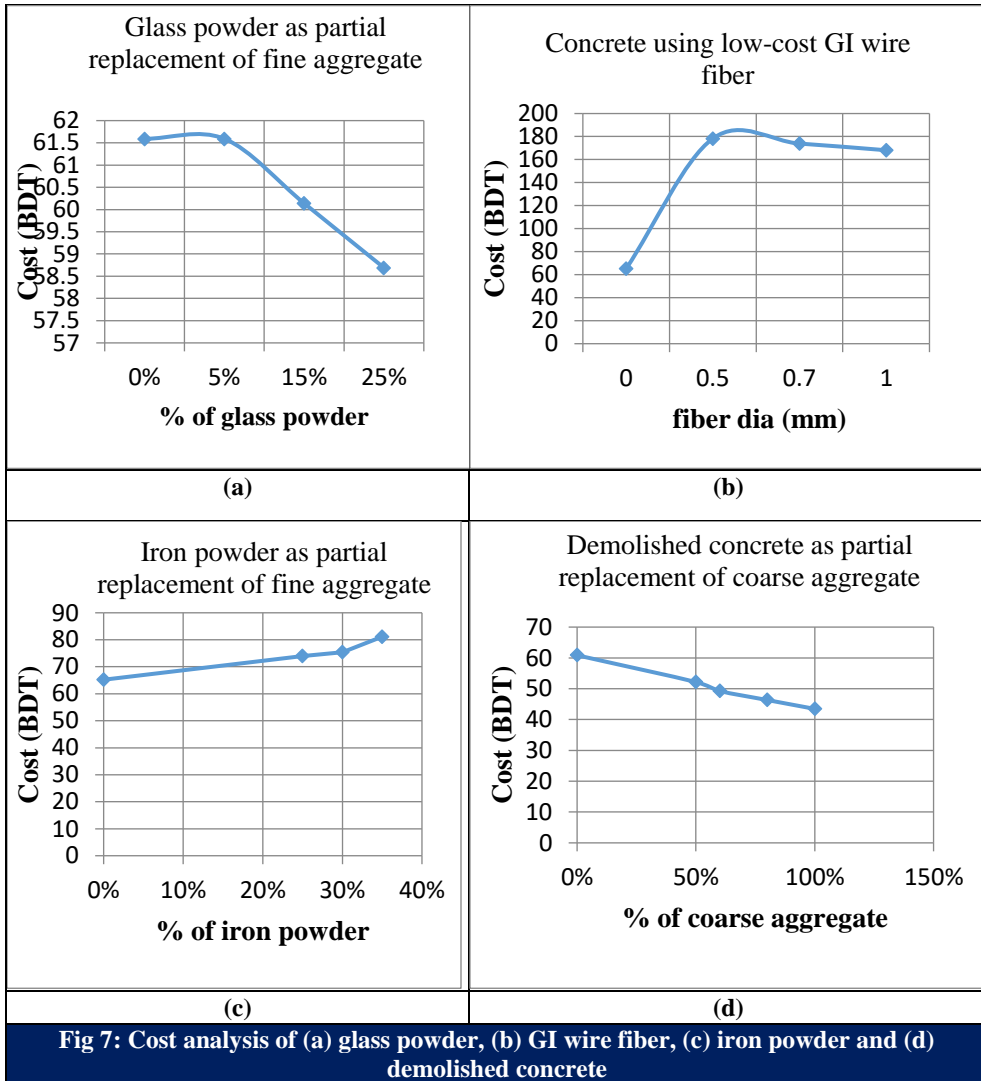 Glass powder as partial
replacement of fine aggregate
Cost (BDT)
62
61.5
61
60.5
60
59.5
59
58.5
58
57.5
57
0% 5% 15% 25%
% of glass powder
(a)
Concrete using low-cost GI wire
fiber
Cost (BDT)
200
180
160
140
120
100
80
60
40
20
0
0 0.5 0.7 1
fiber dia (mm)
(b)
Iron powder as partial
replacement of fine aggregate
Cost (BDT)
90
80
70
60
50
40
30
20
10
0
0% 10% 20% 30% 40%
% of iron powder
(c)
Demolished concrete as partial
replacement of coarse aggregate
Cost (BDT)
70
60
50
40
30
20
10
0
0% 50% 100% 150%
% of coarse aggregate
(d)
Fig 7: Cost analysis of (a) glass powder, (b) GI wire fiber, (c) iron powder and (d)
demolished concrete